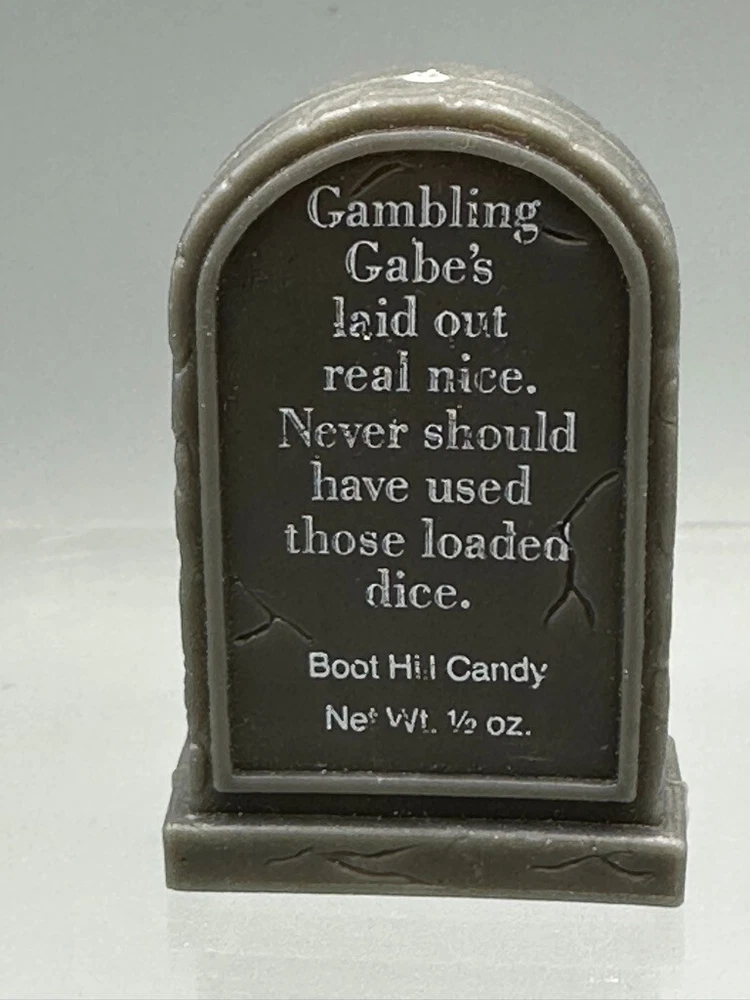 Gambling
Gabe's
laid out
real nice.
Never should
have used
those loaded
dice.
Boot Hill Candy
Net Wt. ½ oz.